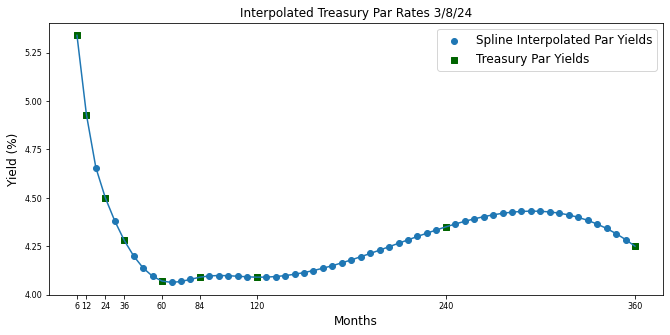 Interpolated Treasury Par Rates 3/8/24
Spline Interpolated Par Yields
Treasury Par Yields
Yield (%)
5.25
5.00
4.75
4.50
4.25
4.00
6 12 24 36 60 84 120 240 360
Months